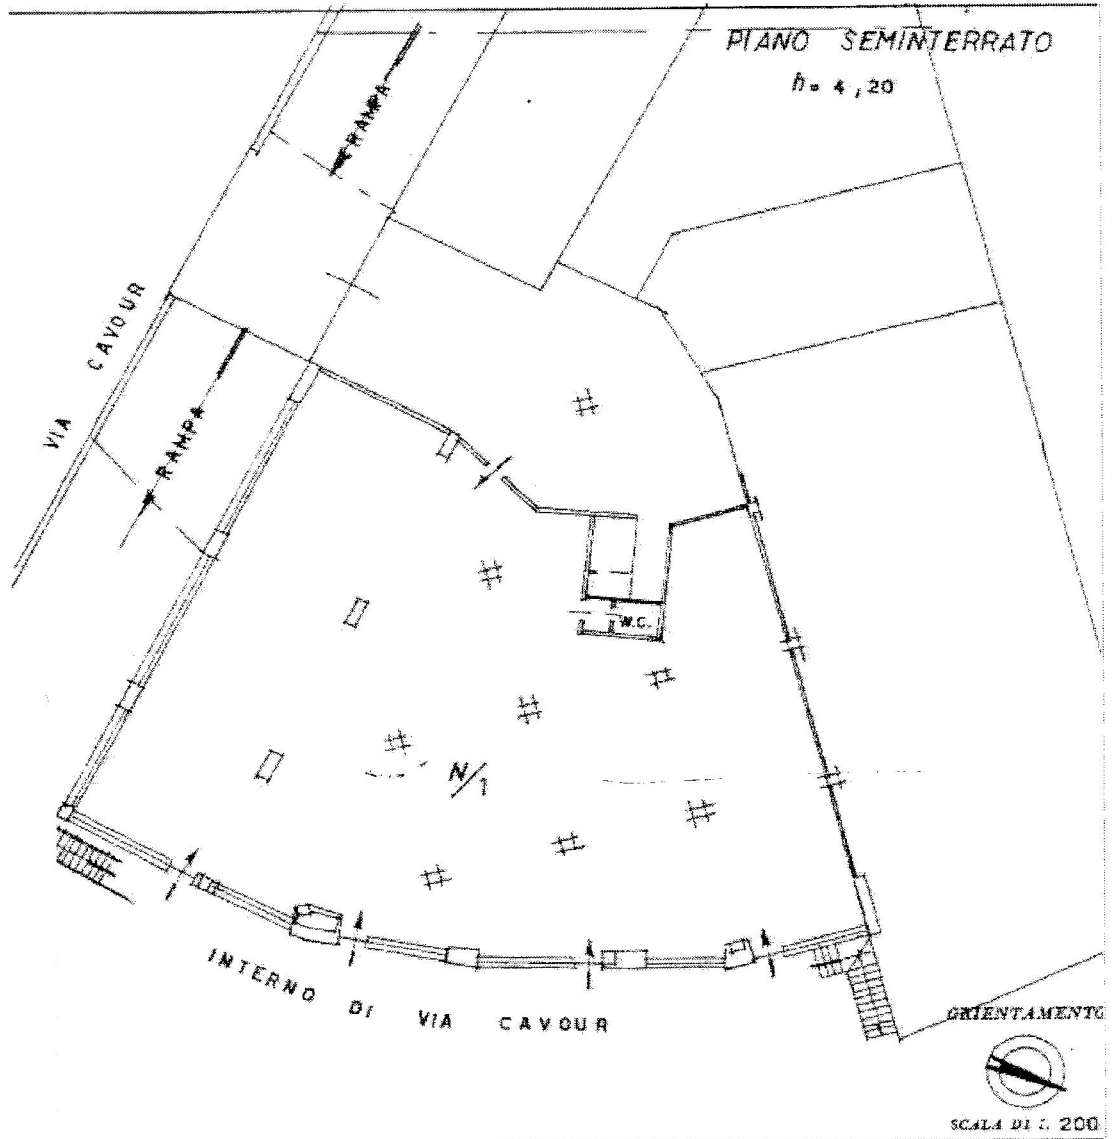 PIANO SEMINTERRATO
h= 4,20
RAMPA
VIA CAVOUR
RAMPA
W.C.
N/1
INTERNO DI VIA CAVOUR
ORIENTAMENTO
SCALA DI 1: 200